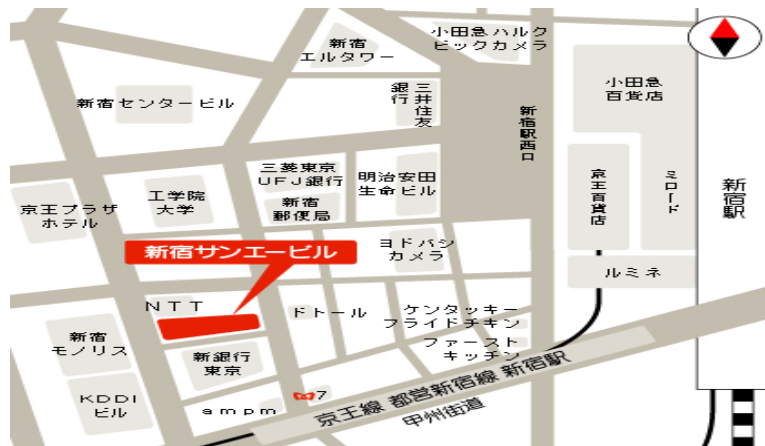 小田急ハルク
ビックカメラ
新宿
エルタワー
小田急
百貨店
新宿センタービル
三井住友
銀行
新宿駅西口
三菱東京
UFJ銀行
明治安田
生命ビル
京王百貨店
ミロード
新宿駅
工学院
大学
新宿
郵便局
京王プラザ
ホテル
新宿サンエービル
ヨドバシ
カメラ
ルミネ
NTT
ドトール
ケンタッキー
フライドチキン
新宿
モノリス
新銀行
東京
ファースト
キッチン
KDDI
ビル
ampm
7
京王線 都営新宿線 新宿駅
甲州街道